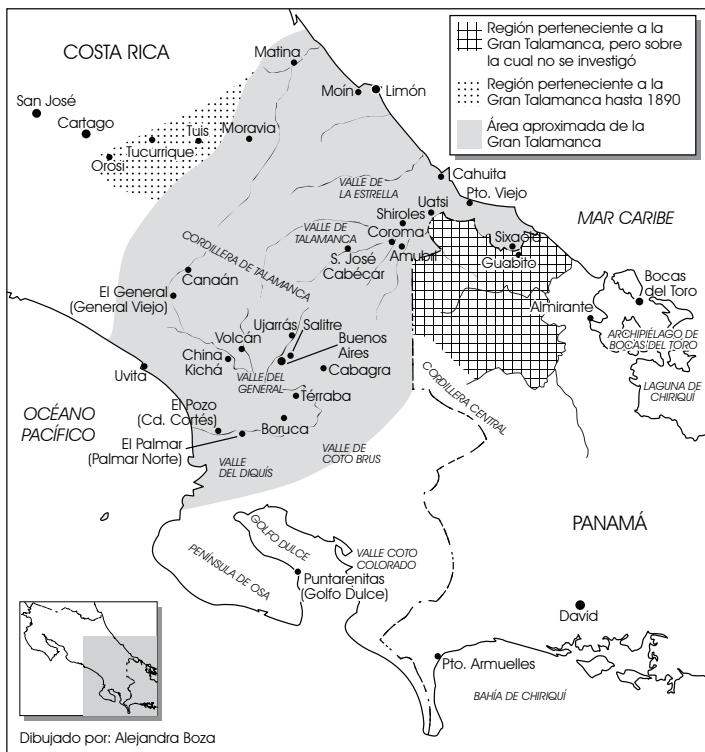 COSTA RICA
Región perteneciente a la
Gran Talamanca, pero sobre
la cual no se investigó
Región perteneciente a la
Gran Talamanca hasta 1890
Área aproximada de la
Gran Talamanca
Matina
Moín
Limón
San José
Cartago
Tuis
Moravia
Tucurrique
Orosi
Cahuita
VALLE DE
LA ESTRELLA
Pto. Viejo
Uatsi
MAR CARIBE
Shiroles
VALLE DE
TALAMANCA
Coroma
Sixaola
CORDILLERA DE TALAMANCA
S. José
Cabécar
Amubri
Guabito
Canaán
Bocas
del Toro
El General
(General Viejo)
Almirante
ARCHIPIÉLAGO DE
BOCAS DEL TORO
Ujarrás
Salitre
Volcán
Buenos
Aires
China
Kichá
Cabagra
Uvita
VALLE DEL
GENERAL
CORDILLERA
CENTRAL
LAGUNA DE
CHIRIQUÍ
Térraba
OCÉANO
PACÍFICO
El Pozo
(Cd. Cortés)
Boruca
El Palmar
(Palmar Norte)
VALLE DE
COTO BRUS
VALLE
DEL DIQUÍS
PANAMÁ
GOLFO DULCE
VALLE COTO
COLORADO
PENÍNSULA DE OSA
Puntarenitas
(Golfo Dulce)
David
Pto. Armuelles
BAHÍA DE CHIRIQUÍ
Dibujado por: Alejandra Boza